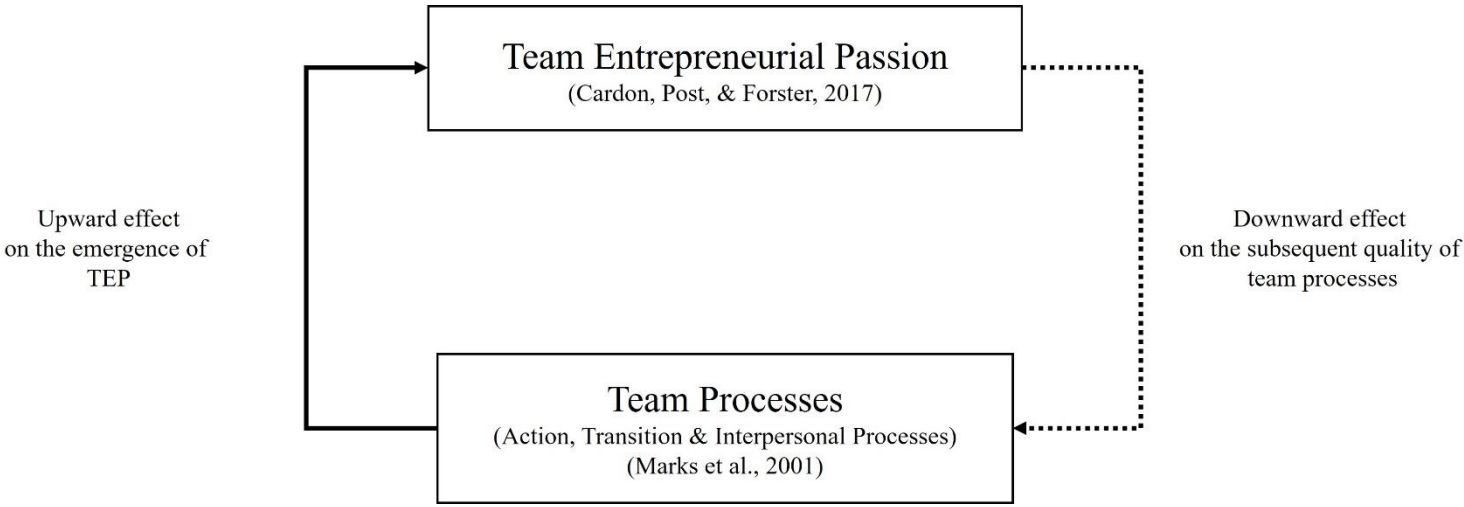 Team Entrepreneurial Passion
(Cardon, Post, & Forster, 2017)
Upward effect
on the emergence of
TEP
Downward effect
on the subsequent quality of
team processes
Team Processes
(Action, Transition & Interpersonal Processes)
(Marks et al., 2001)